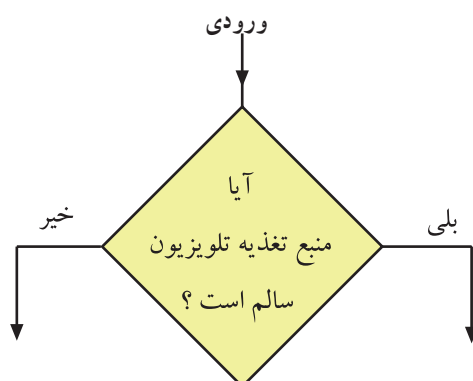 ورودی
آیا
منبع تغذیه تلویزیون
سالم است ؟
بلی
خیر